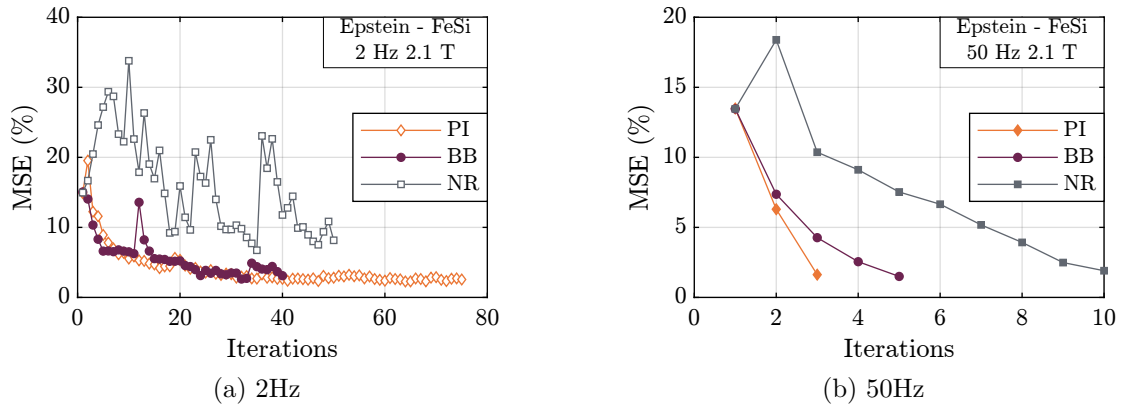 Epstein - FeSi
2 Hz 2.1 T
PI
BB
NR
MSE (%)
40
30
20
10
0
0 20 40 60 80
Iterations
(a) 2Hz
Epstein - FeSi
50 Hz 2.1 T
PI
BB
NR
MSE (%)
20
15
10
5
0
0 2 4 6 8 10
Iterations
(b) 50Hz